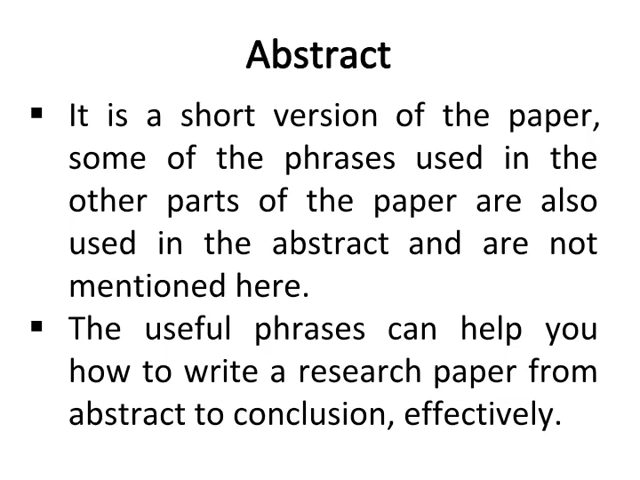 Abstract
▪ It is a short version of the paper,
some of the phrases used in the
other parts of the paper are also
used in the abstract and are not
mentioned here.
▪ The useful phrases can help you
how to write a research paper from
abstract to conclusion, effectively.